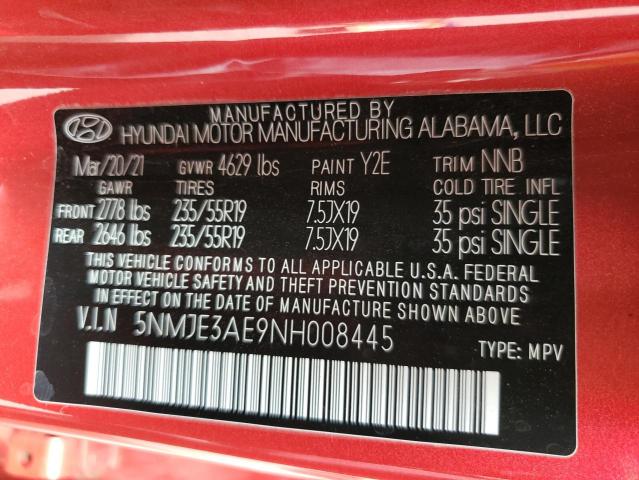 MANUFACTURED BY
HYUNDAI MOTOR MANUFACTURING ALABAMA, LLC
Mar/20/21 GVWR 4629 lbs PAINT Y2E TRIM NNB
GAWR TIRES RIMS COLD TIRE INFL
FRONT 2778 lbs 235/55R19 7.5JX19 35 psi SINGLE
REAR 2646 lbs 235/55R19 7.5JX19 35 psi SINGLE
THIS VEHICLE CONFORMS TO ALL APPLICABLE U.S.A. FEDERAL
MOTOR VEHICLE SAFETY AND THEFT PREVENTION STANDARDS
IN EFFECT ON THE DATE OF MANUFACTURE SHOWN ABOVE
V.I.N 5NMJE3AE9NH008445
TYPE: MPV